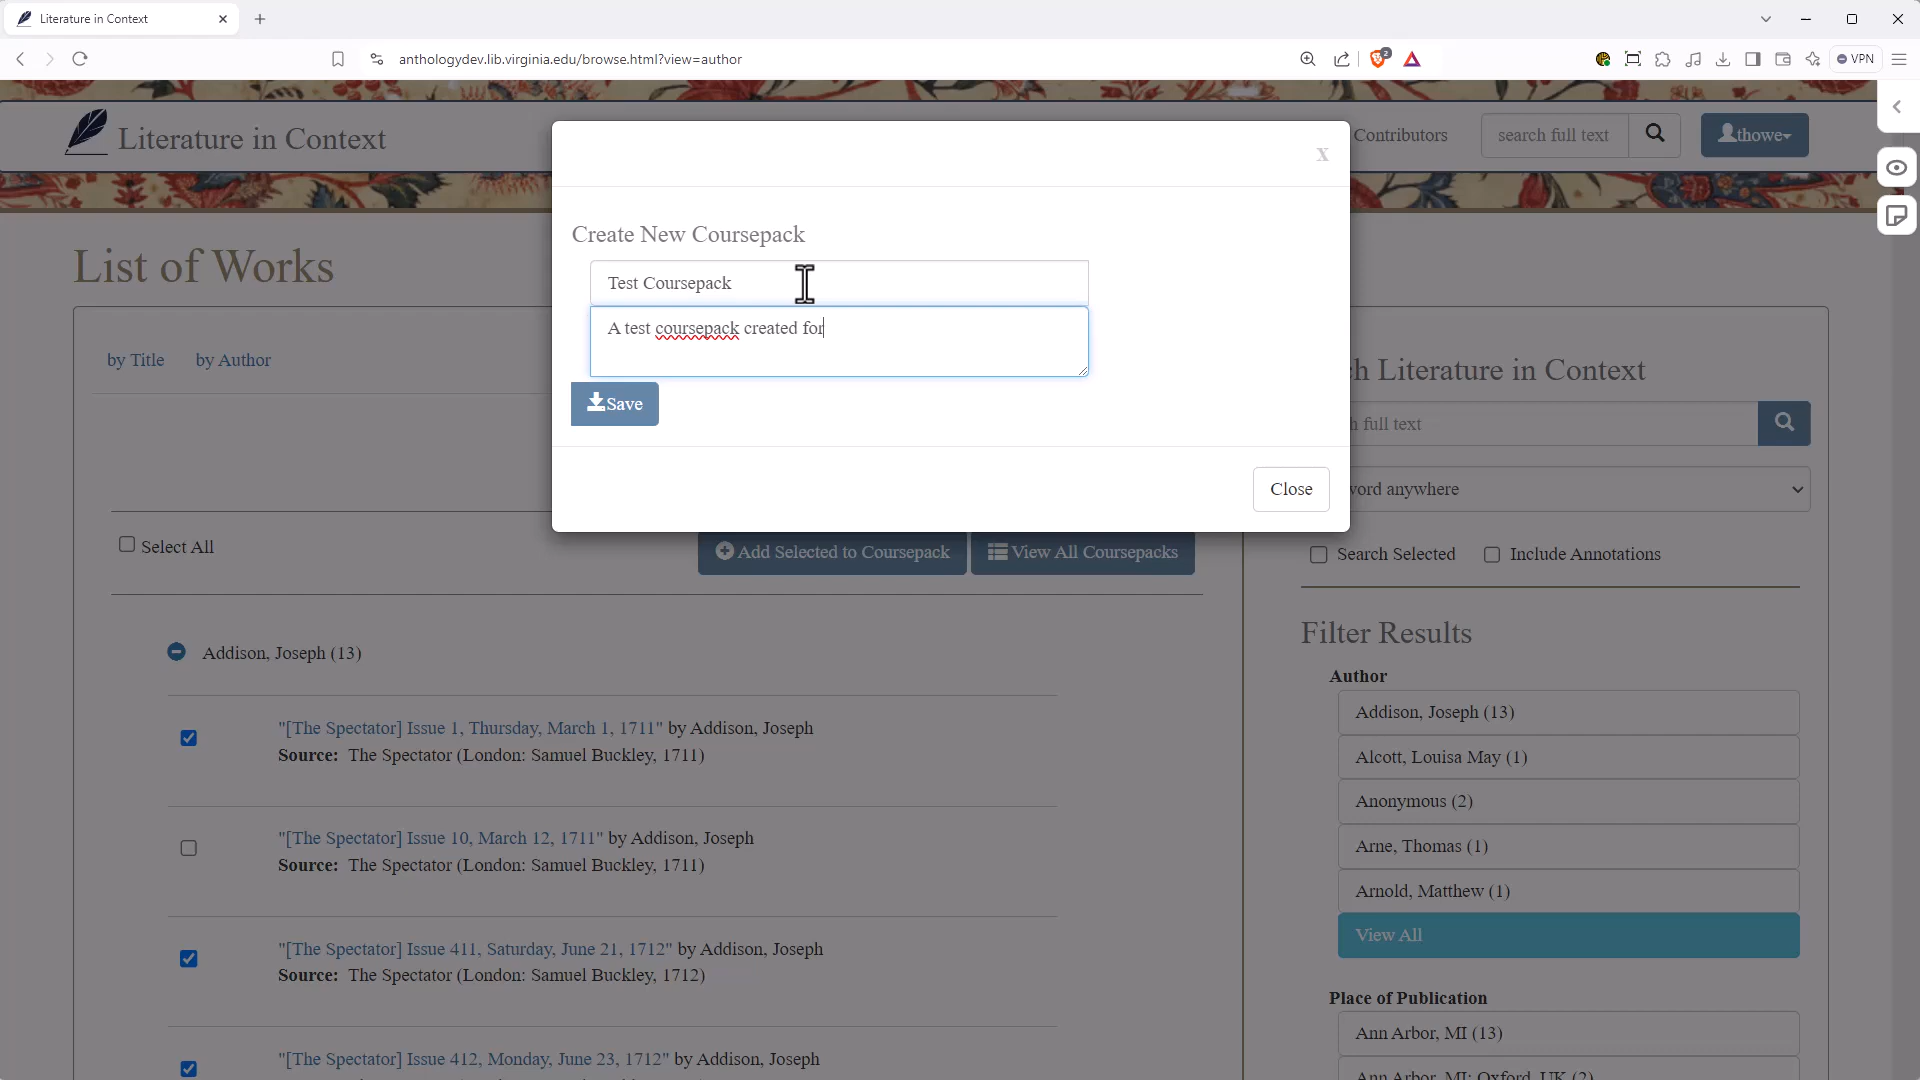 Literature in Context
anthologydev.lib.virginia.edu/browse.html?view=author
2
VPN
Literature in Context
Contributors
search full text
thowe
x
Create New Coursepack
Test Coursepack
A test coursepack created for
Save
Close
List of Works
by Title
by Author
Select All
Add Selected to Coursepack
View All Coursepacks
Addison, Joseph (13)
"[The Spectator] Issue 1, Thursday, March 1, 1711" by Addison, Joseph
Source: The Spectator (London: Samuel Buckley, 1711)
"[The Spectator] Issue 10, March 12, 1711" by Addison, Joseph
Source: The Spectator (London: Samuel Buckley, 1711)
"[The Spectator] Issue 411, Saturday, June 21, 1712" by Addison, Joseph
Source: The Spectator (London: Samuel Buckley, 1712)
"[The Spectator] Issue 412, Monday, June 23, 1712" by Addison, Joseph
Literature in Context
full text
anywhere
Search Selected
Include Annotations
Filter Results
Author
Addison, Joseph (13)
Alcott, Louisa May (1)
Anonymous (2)
Arne, Thomas (1)
Arnold, Matthew (1)
View All
Place of Publication
Ann Arbor, MI (13)
Ann Arbor, MI; Oxford, UK (2)